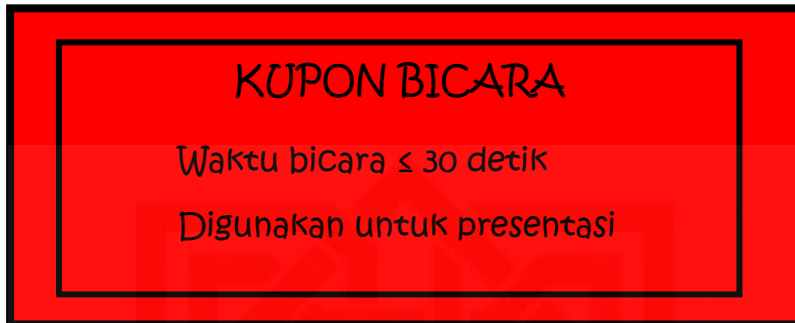 KUPON BICARA
Waktu bicara ≤ 30 detik
Digunakan untuk presentasi